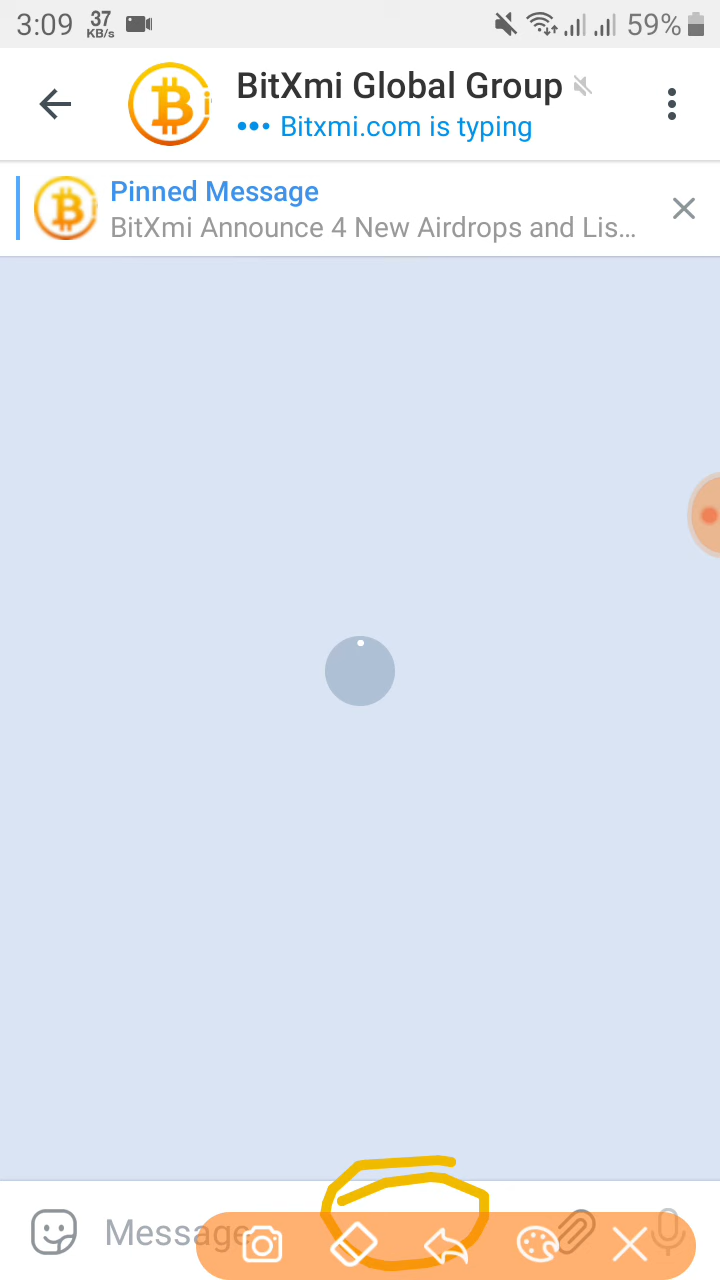 3:09 37 KB/s 59%
BitXmi Global Group
Bitxmi.com is typing
Pinned Message
BitXmi Announce 4 New Airdrops and Lis...
Message